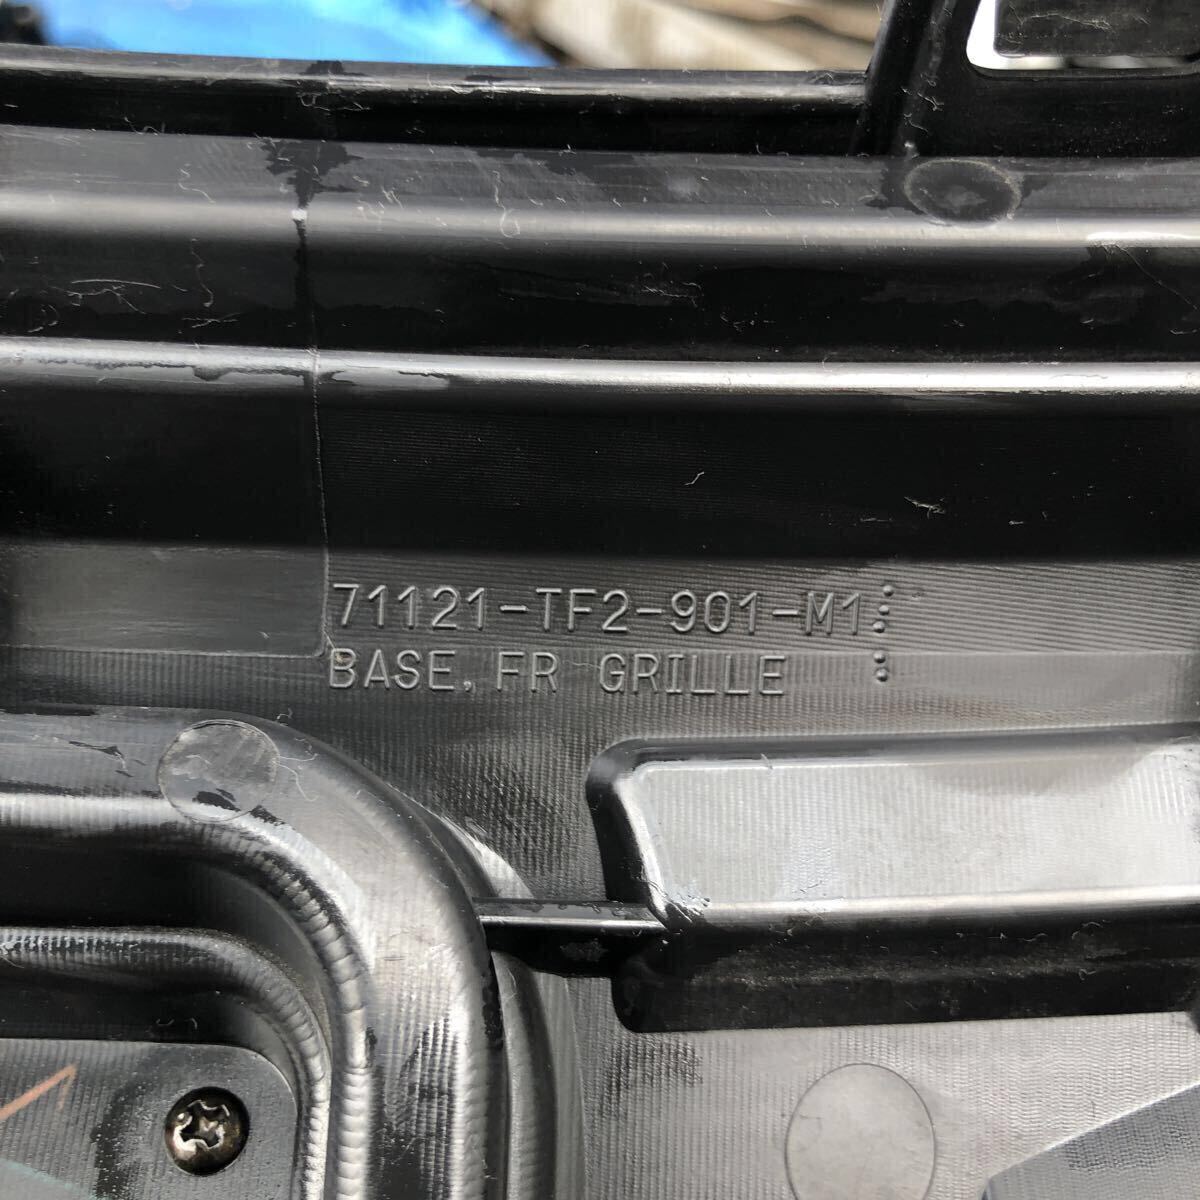 71121-TF2-901-M1
BASE, FR GRILLE